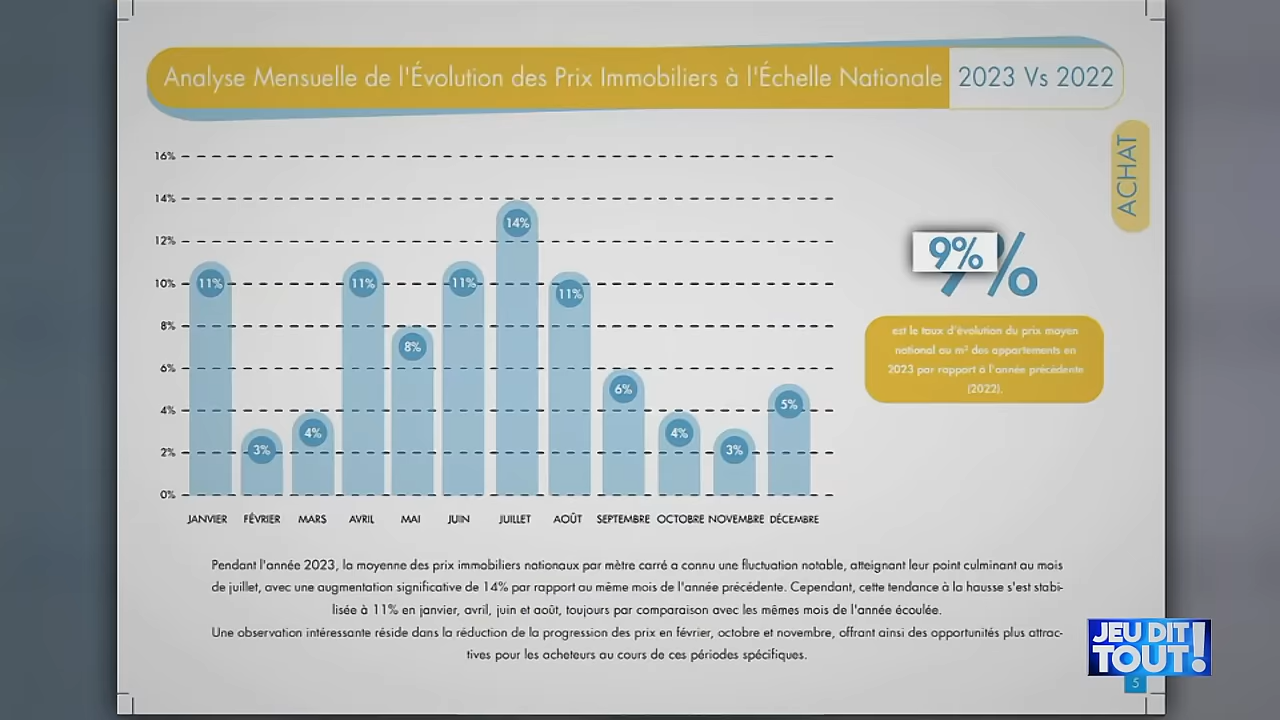 Analyse Mensuelle de l'Évolution des Prix Immobiliers à l'Échelle Nationale 2023 Vs 2022
ACHAT
16%
14%
12%
10%
8%
6%
4%
2%
0%
11%
3%
4%
11%
8%
11%
14%
11%
6%
4%
3%
5%
JANVIER FÉVRIER MARS AVRIL MAI JUIN JUILLET AOÛT SEPTEMBRE OCTOBRE NOVEMBRE DÉCEMBRE
9%
%
est le taux d'évolution du prix moyen
national au m² des appartements en
2023 par rapport à l'année précédente
(2022).
Pendant l'année 2023, la moyenne des prix immobiliers nationaux par mètre carré a connu une fluctuation notable, atteignant leur point culminant au mois
de juillet, avec une augmentation significative de 14% par rapport au même mois de l'année précédente. Cependant, cette tendance à la hausse s'est stabi-
lisée à 11% en janvier, avril, juin et août, toujours par comparaison avec les mêmes mois de l'année écoulée.
Une observation intéressante réside dans la réduction de la progression des prix en février, octobre et novembre, offrant ainsi des opportunités plus attrac-
tives pour les acheteurs au cours de ces périodes spécifiques.
JEU DIT
TOUT!
5